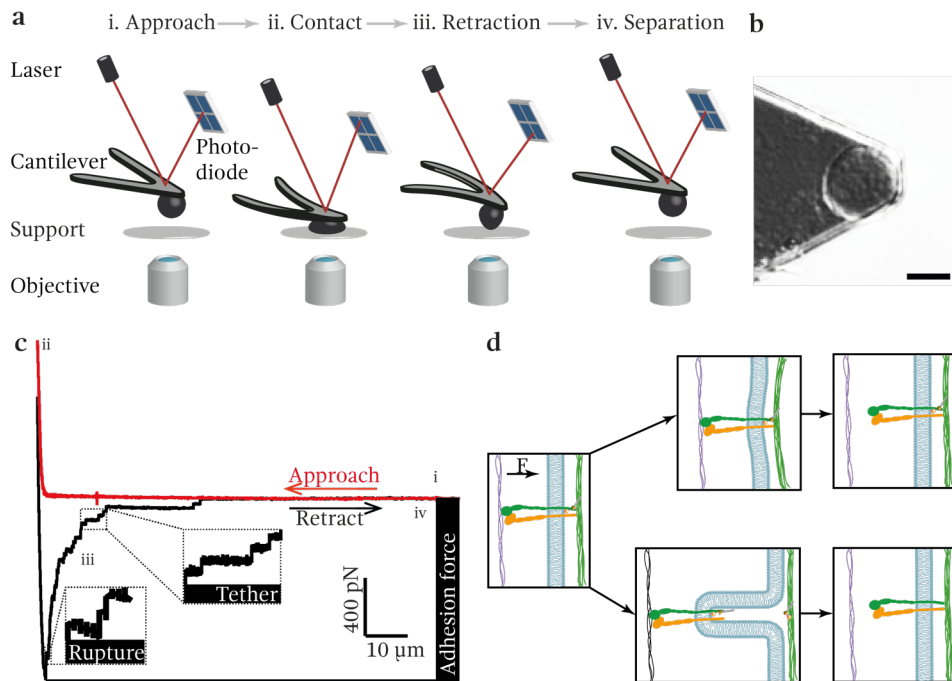 a
i. Approach
ii. Contact
iii. Retraction
iv. Separation
b
Laser
Photo-
diode
Cantilever
Support
Objective
c
ii
Approach
i
Retract
iv
iii
Tether
Rupture
400 pN
10 µm
Adhesion force
d
F